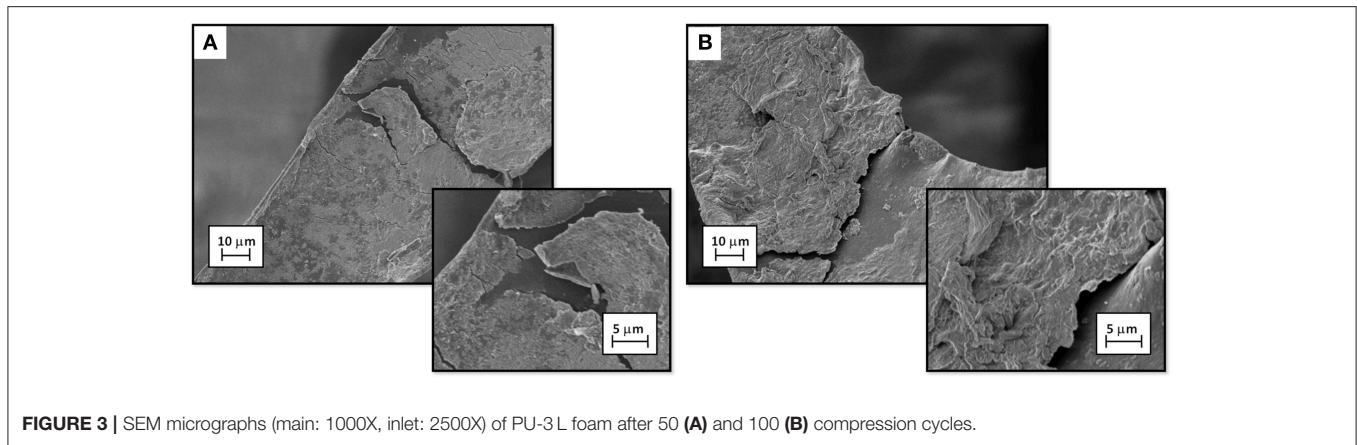 A
B
10 μm
10 μm
5 μm
5 μm
FIGURE 3 | SEM micrographs (main: 1000X, inlet: 2500X) of PU-3 L foam after 50 (A) and 100 (B) compression cycles.